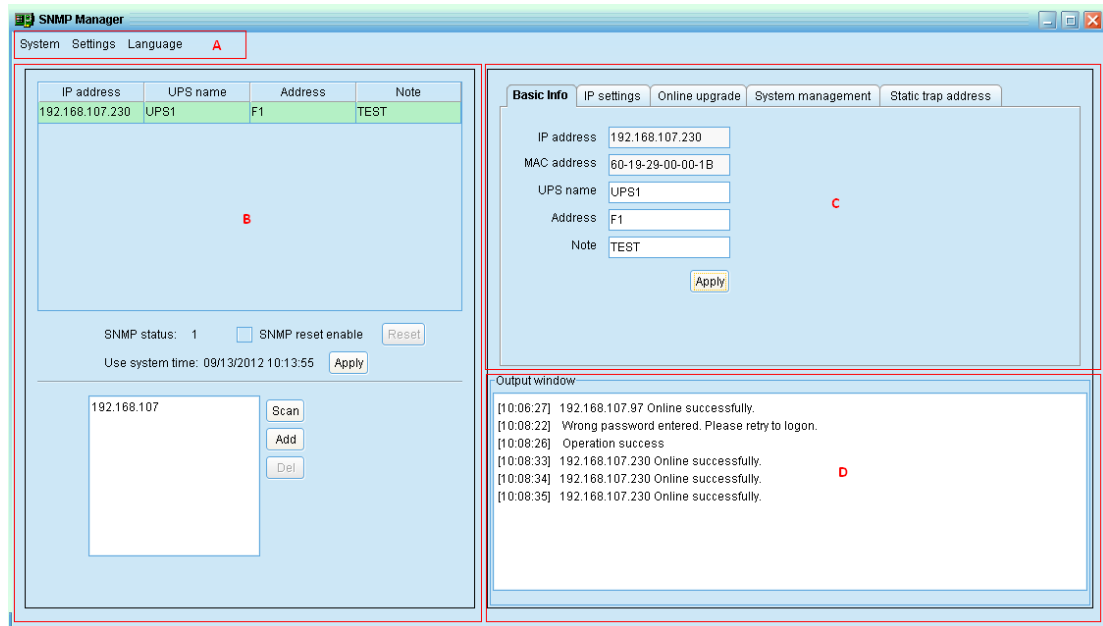 SNMP Manager
System Settings Language A
IP address UPS name Address Note
192.168.107.230 UPS1 F1 TEST
B
SNMP status: 1 SNMP reset enable Reset
Use system time: 09/13/2012 10:13:55 Apply
192.168.107
Scan
Add
Del
Basic Info IP settings Online upgrade System management Static trap address
IP address 192.168.107.230
MAC address 60-19-29-00-00-1B
UPS name UPS1
C
Address F1
Note TEST
Apply
Output window
[10:06:27] 192.168.107.97 Online successfully.
[10:08:22] Wrong password entered. Please retry to logon.
[10:08:26] Operation success
[10:08:33] 192.168.107.230 Online successfully.
D
[10:08:34] 192.168.107.230 Online successfully.
[10:08:35] 192.168.107.230 Online successfully.